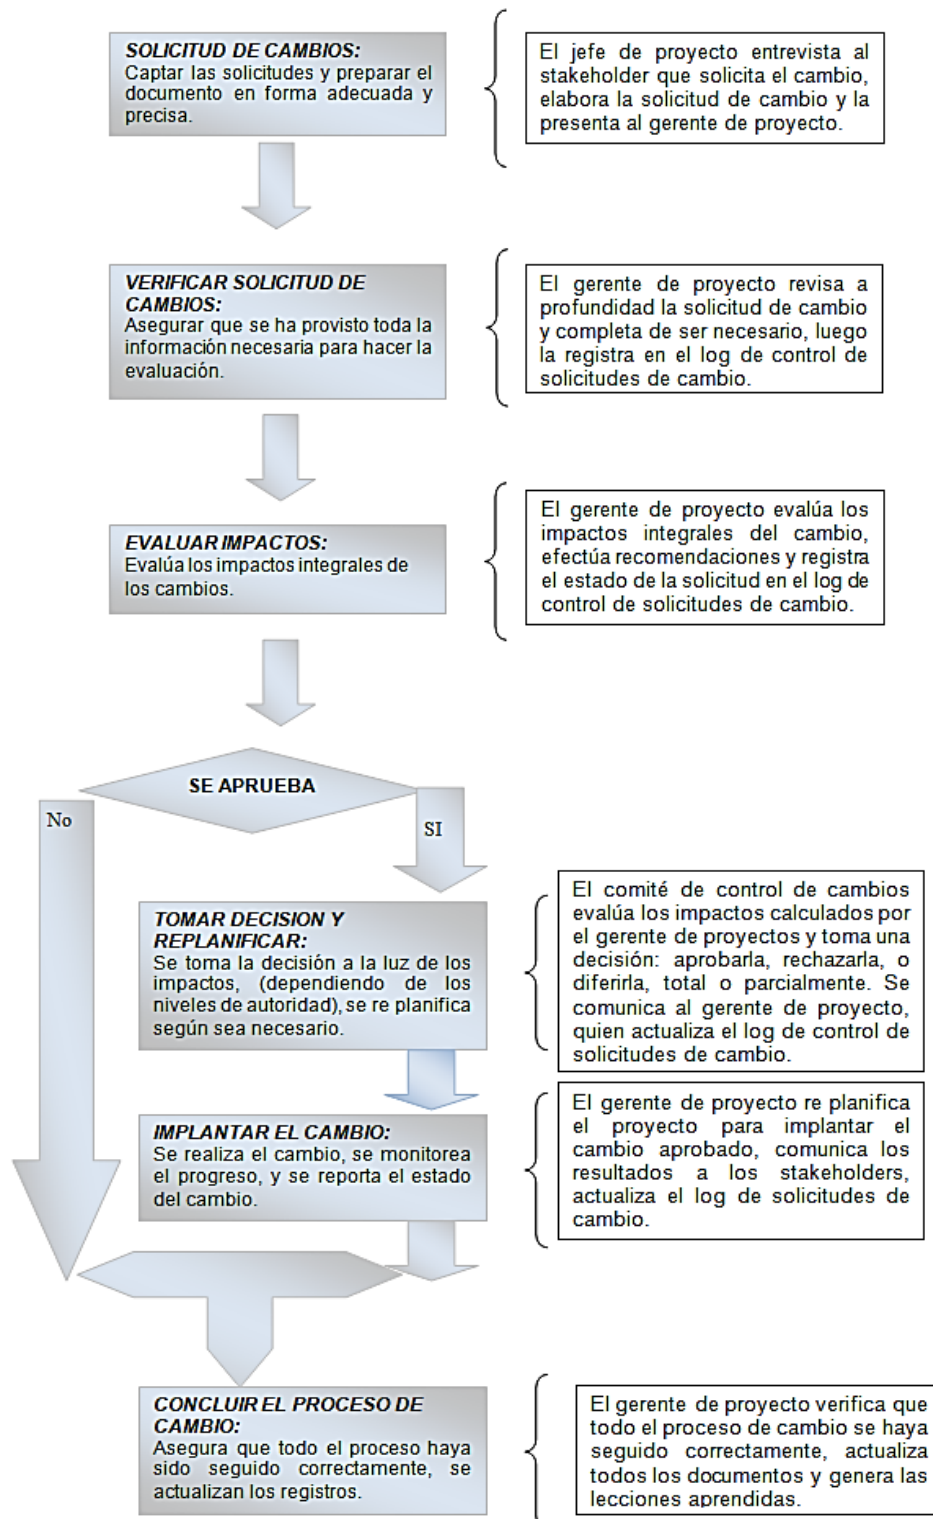 SOLICITUD DE CAMBIOS:
Captar las solicitudes y preparar el
documento en forma adecuada y
precisa.
El jefe de proyecto entrevista al
stakeholder que solicita el cambio,
elabora la solicitud de cambio y la
presenta al gerente de proyecto.
VERIFICAR SOLICITUD DE
CAMBIOS:
Asegurar que se ha provisto toda la
información necesaria para hacer la
evaluación.
El gerente de proyecto revisa a
profundidad la solicitud de cambio
y completa de ser necesario, luego
la registra en el log de control de
solicitudes de cambio.
EVALUAR IMPACTOS:
Evalúa los impactos integrales de
los cambios.
El gerente de proyecto evalúa los
impactos integrales del cambio,
efectúa recomendaciones y registra
el estado de la solicitud en el log de
control de solicitudes de cambio.
SE APRUEBA
No
SI
TOMAR DECISION Y
REPLANIFICAR:
Se toma la decisión a la luz de los
impactos, (dependiendo de los
niveles de autoridad), se re planifica
según sea necesario.
El comité de control de cambios
evalúa los impactos calculados por
el gerente de proyectos y toma una
decisión: aprobarla, rechazarla, o
diferirla, total o parcialmente. Se
comunica al gerente de proyecto,
quien actualiza el log de control de
solicitudes de cambio.
IMPLANTAR EL CAMBIO:
Se realiza el cambio, se monitorea
el progreso, y se reporta el estado
del cambio.
El gerente de proyecto re planifica
el proyecto para implantar el
cambio aprobado, comunica los
resultados a los stakeholders,
actualiza el log de solicitudes de
cambio.
CONCLUIR EL PROCESO DE
CAMBIO:
Asegura que todo el proceso haya
sido seguido correctamente, se
actualizan los registros.
El gerente de proyecto verifica que
todo el proceso de cambio se haya
seguido correctamente, actualiza
todos los documentos y genera las
lecciones aprendidas.